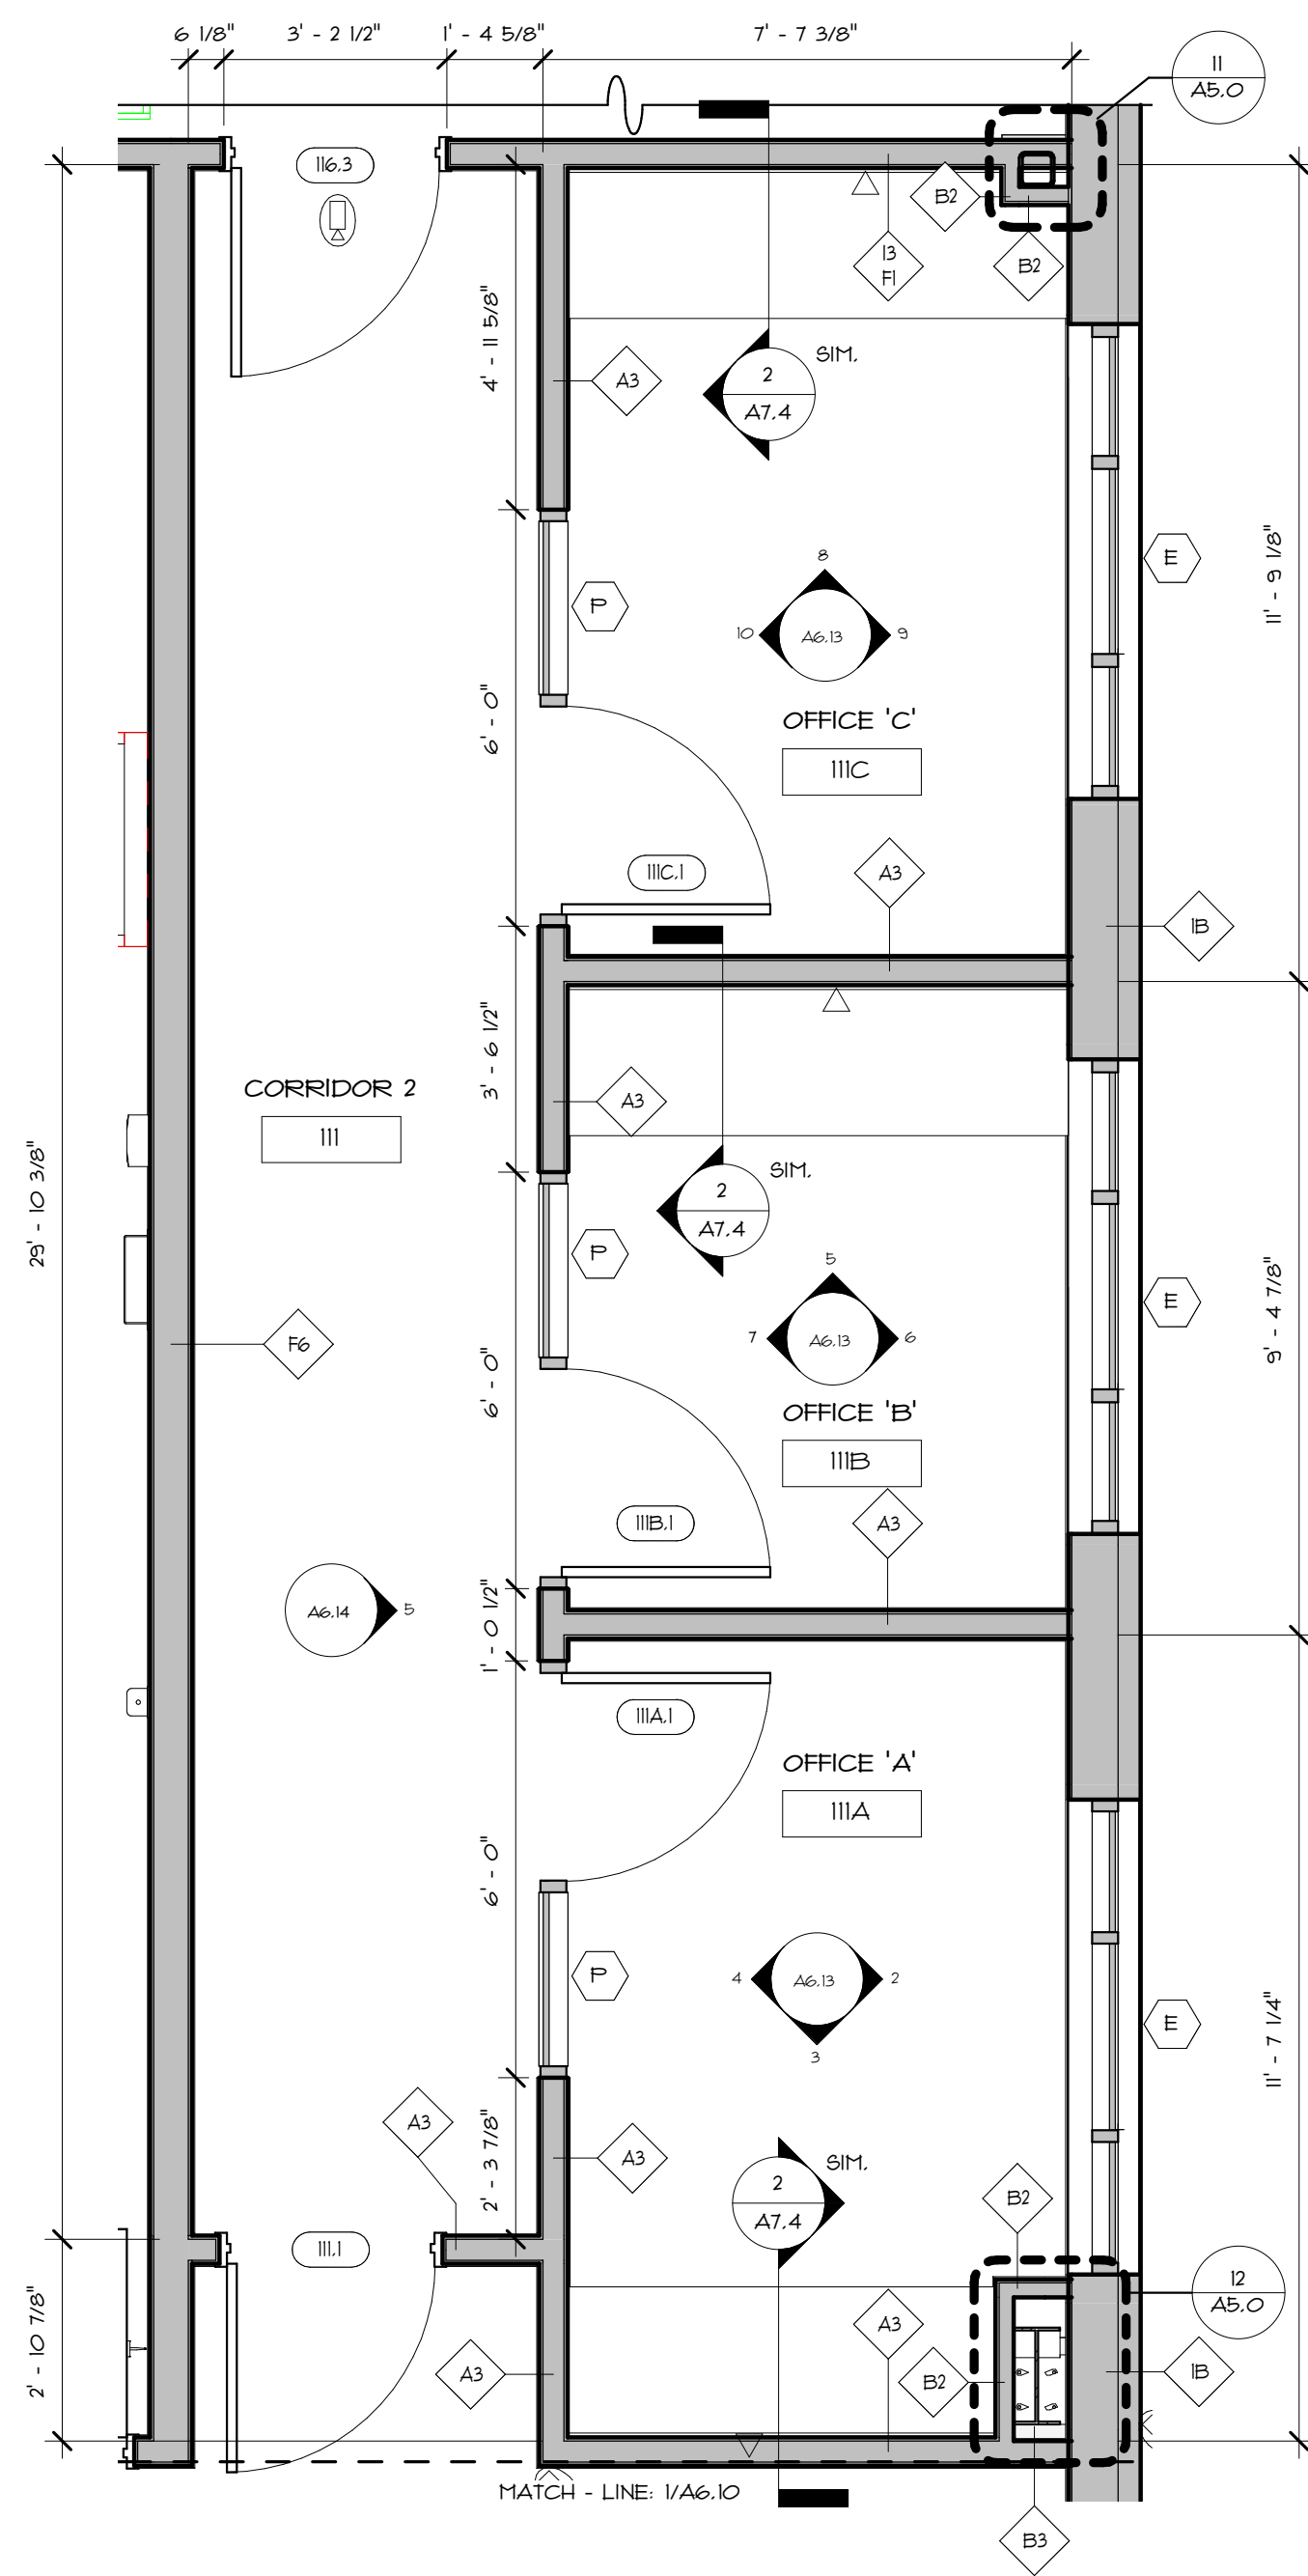 6 1/8" 3' - 2 1/2" 1' - 4 5/8" 7' - 7 3/8"
11
A5.0
116.3
B2
13
F1
B2
4' - 11 5/8"
A3
SIM.
2
A7.4
11' - 9 1/8"
E
8
P
10 A6.13 9
6' - 0"
OFFICE 'C'
111C
111C.1
A3
1B
3' - 6 1/2"
CORRIDOR 2
111
A3
29' - 10 3/8"
SIM.
2
A7.4
P
E
9' - 4 7/8"
5
7 A6.13 6
F6
6' - 0"
OFFICE 'B'
111B
111B.1
A3
A6.14 5
1' - 0 1/2"
111A.1
OFFICE 'A'
111A
6' - 0"
P
4 A6.13 2
3
E
11' - 7 1/4"
A3
2' - 3 7/8"
A3
SIM.
2
A7.4
B2
111.1
12
A5.0
2' - 10 7/8"
A3
A3
B2
1B
MATCH - LINE: 1/A6.10
B3